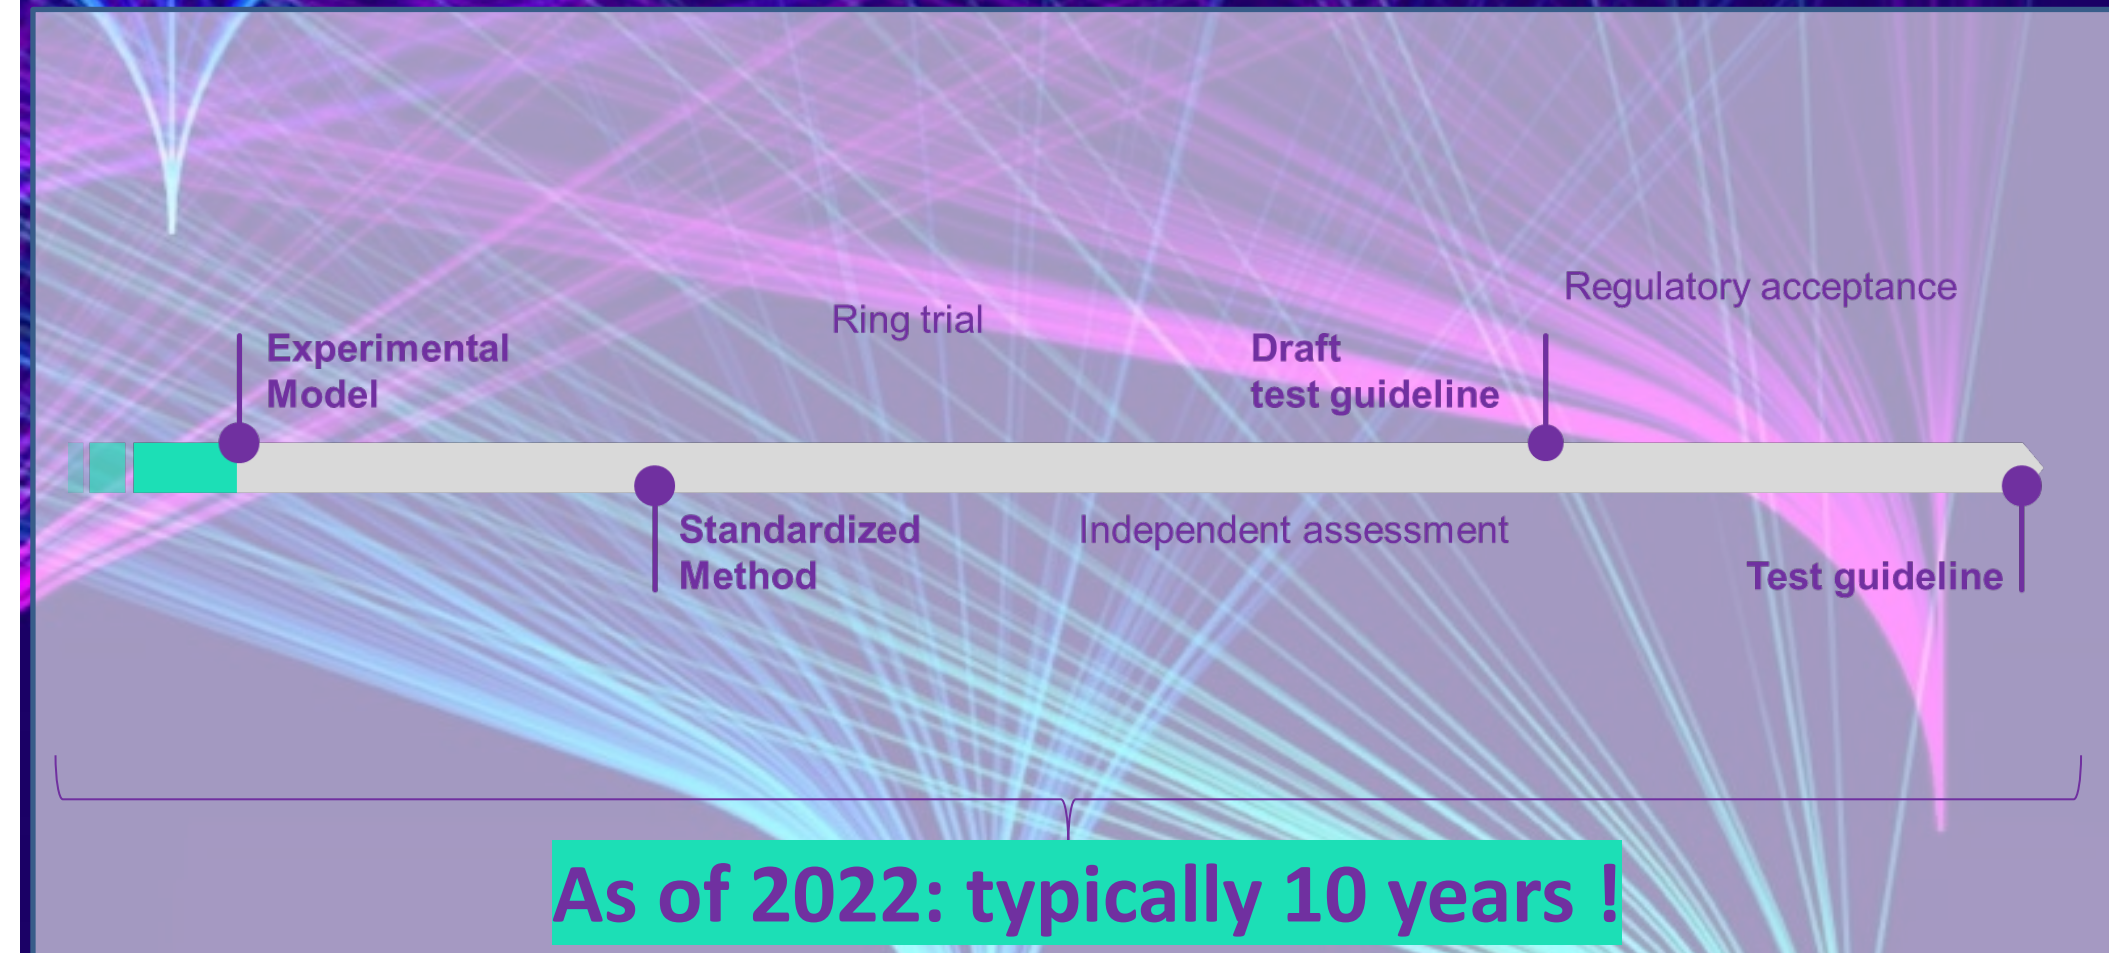 Regulatory acceptance
Ring trial
Experimental
Model
Draft
test guideline
Standardized
Method
Independent assessment
Test guideline
As of 2022: typically 10 years !